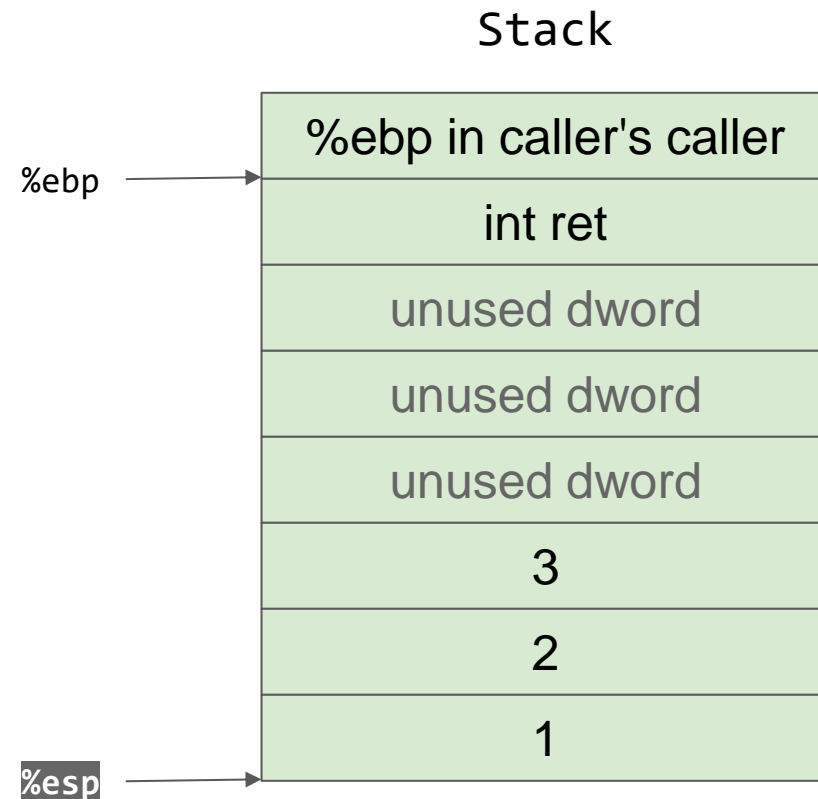 Stack
%ebp in caller's caller
%ebp
int ret
unused dword
unused dword
unused dword
3
2
1
%esp